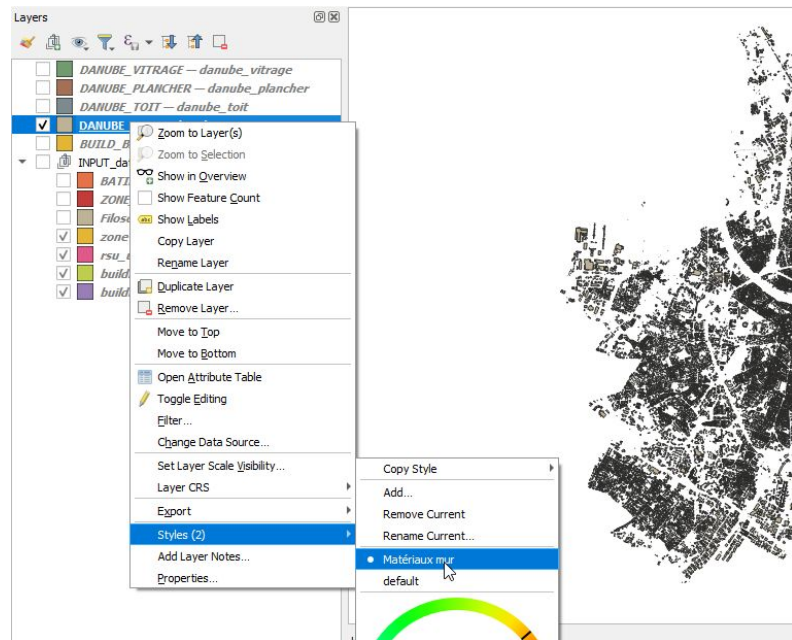 Layers
DANUBE_VITRAGE — danube_vitrage
DANUBE_PLANCHER — danube_plancher
DANUBE_TOIT — danube_toit
DANUBE
BUILD_B
INPUT_da
BATI
ZONE
Filoso
zone
rsu_u
build
build
Zoom to Layer(s)
Zoom to Selection
Show in Overview
Show Feature Count
abc Show Labels
Copy Layer
Rename Layer
Duplicate Layer
Remove Layer...
Move to Top
Move to Bottom
Open Attribute Table
Toggle Editing
Filter...
Change Data Source...
Set Layer Scale Visibility...
Layer CRS
Export
Styles (2)
Add Layer Notes...
Properties...
Copy Style
Add...
Remove Current
Rename Current...
Matériaux mur
default